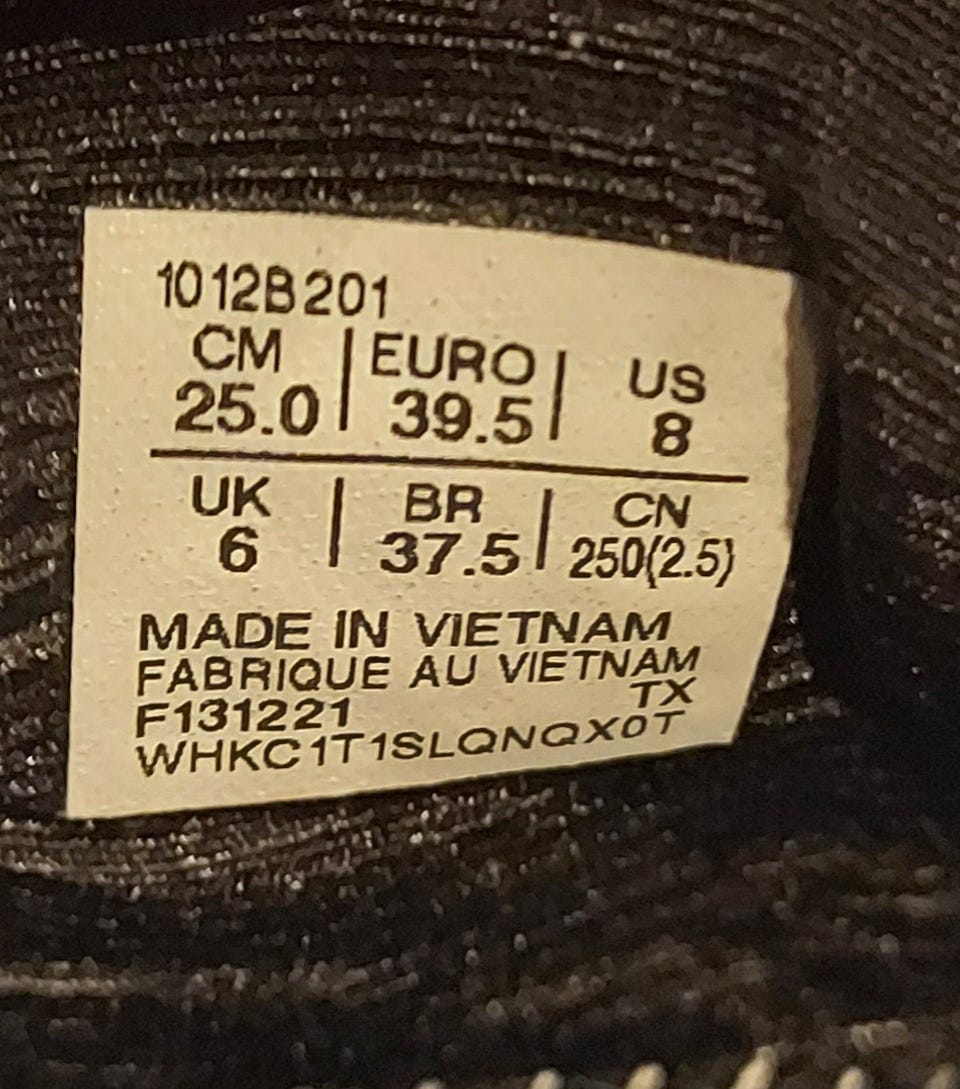 1012B201
CM | EURO | US
25.0 | 39.5 | 8
UK | BR | CN
6 | 37.5 | 250(2.5)
MADE IN VIETNAM
FABRIQUE AU VIETNAM
F131221 TX
WHKC1T1SLQNQX0T